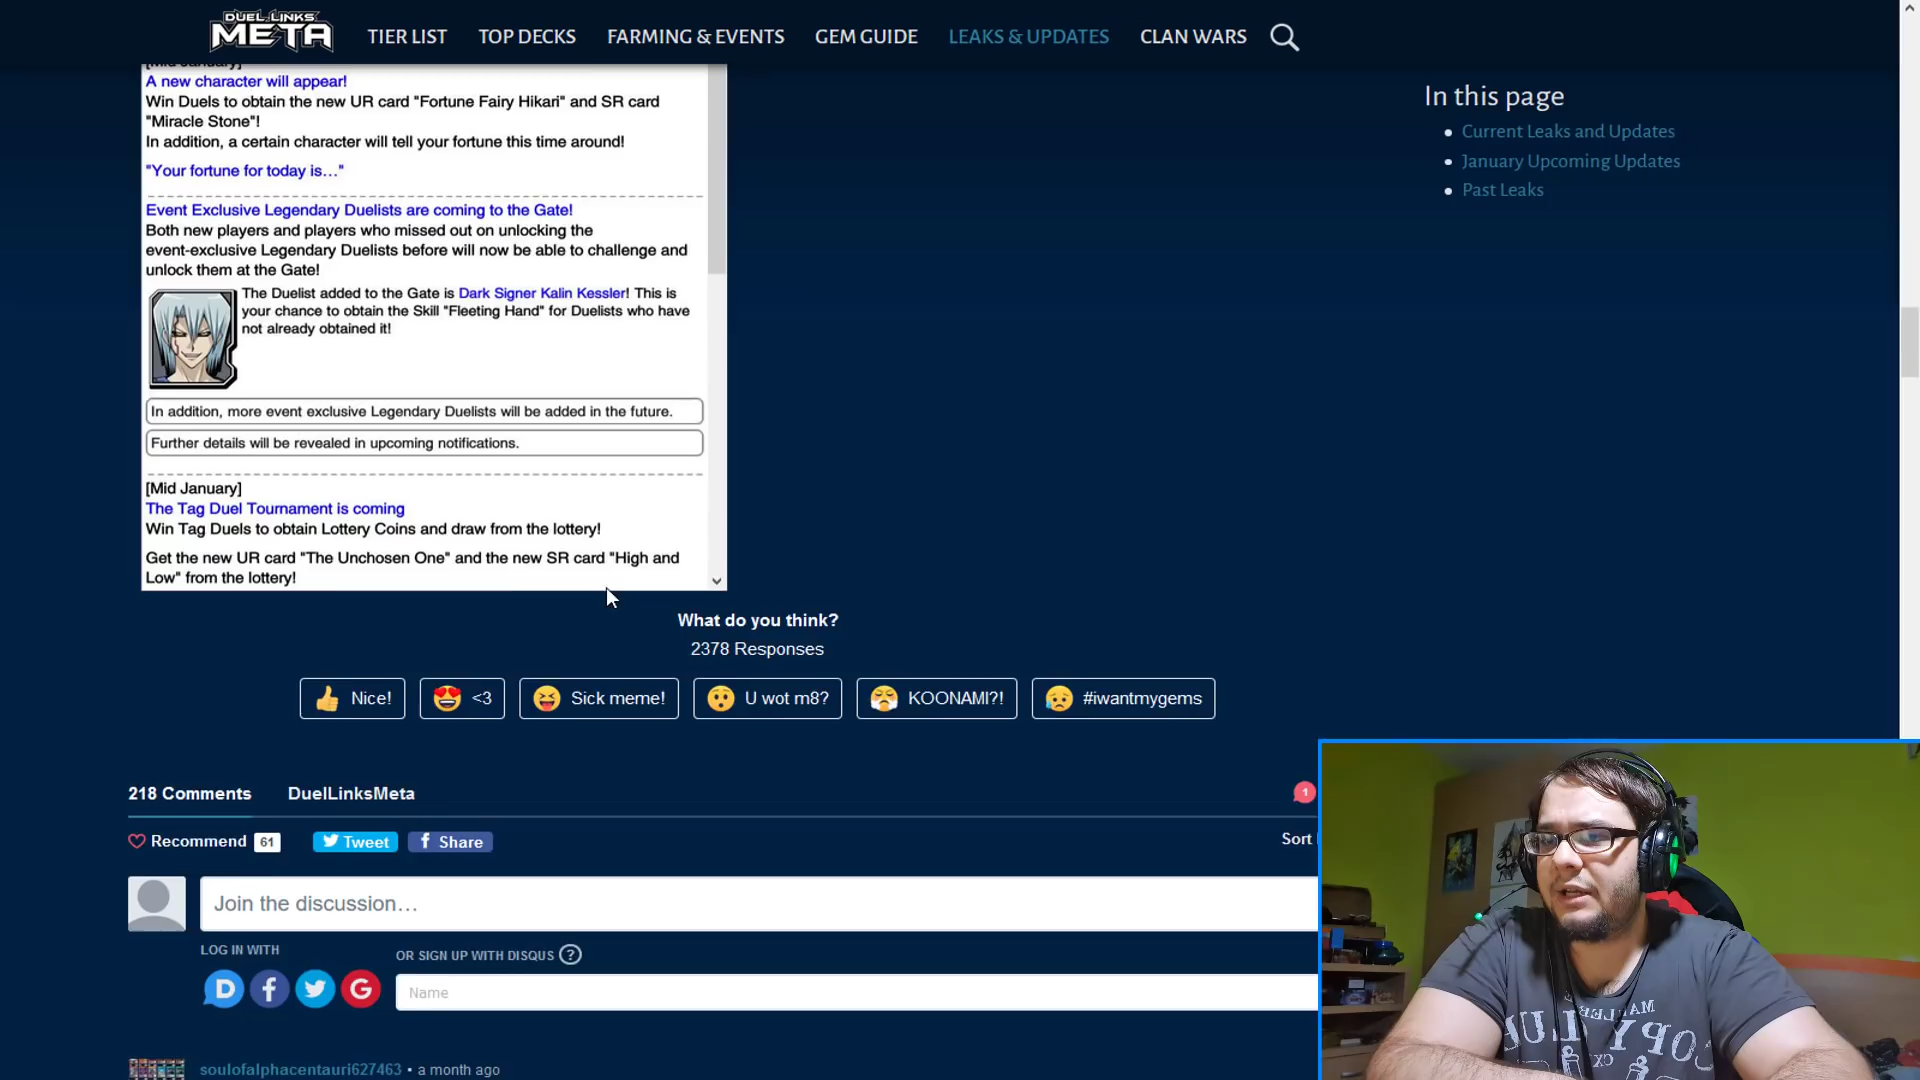 DUEL LINKS
META
TIER LIST
TOP DECKS
FARMING & EVENTS
GEM GUIDE
LEAKS & UPDATES
CLAN WARS
[Mid January]
A new character will appear!
Win Duels to obtain the new UR card "Fortune Fairy Hikari" and SR card
"Miracle Stone"!
In addition, a certain character will tell your fortune this time around!
"Your fortune for today is…"
Event Exclusive Legendary Duelists are coming to the Gate!
Both new players and players who missed out on unlocking the
event-exclusive Legendary Duelists before will now be able to challenge and
unlock them at the Gate!
The Duelist added to the Gate is Dark Signer Kalin Kessler! This is
your chance to obtain the Skill "Fleeting Hand" for Duelists who have
not already obtained it!
In addition, more event exclusive Legendary Duelists will be added in the future.
Further details will be revealed in upcoming notifications.
[Mid January]
The Tag Duel Tournament is coming
Win Tag Duels to obtain Lottery Coins and draw from the lottery!
Get the new UR card "The Unchosen One" and the new SR card "High and
Low" from the lottery!
In this page
Current Leaks and Updates
January Upcoming Updates
Past Leaks
What do you think?
2378 Responses
Nice!
<3
Sick meme!
U wot m8?
KOONAMI?!
#iwantmygems
218 Comments
DuelLinksMeta
1
Recommend 61
Tweet
Share
Sort
Join the discussion…
LOG IN WITH
OR SIGN UP WITH DISQUS ?
D
f
G
Name
soulofalphacentauri627463 • a month ago